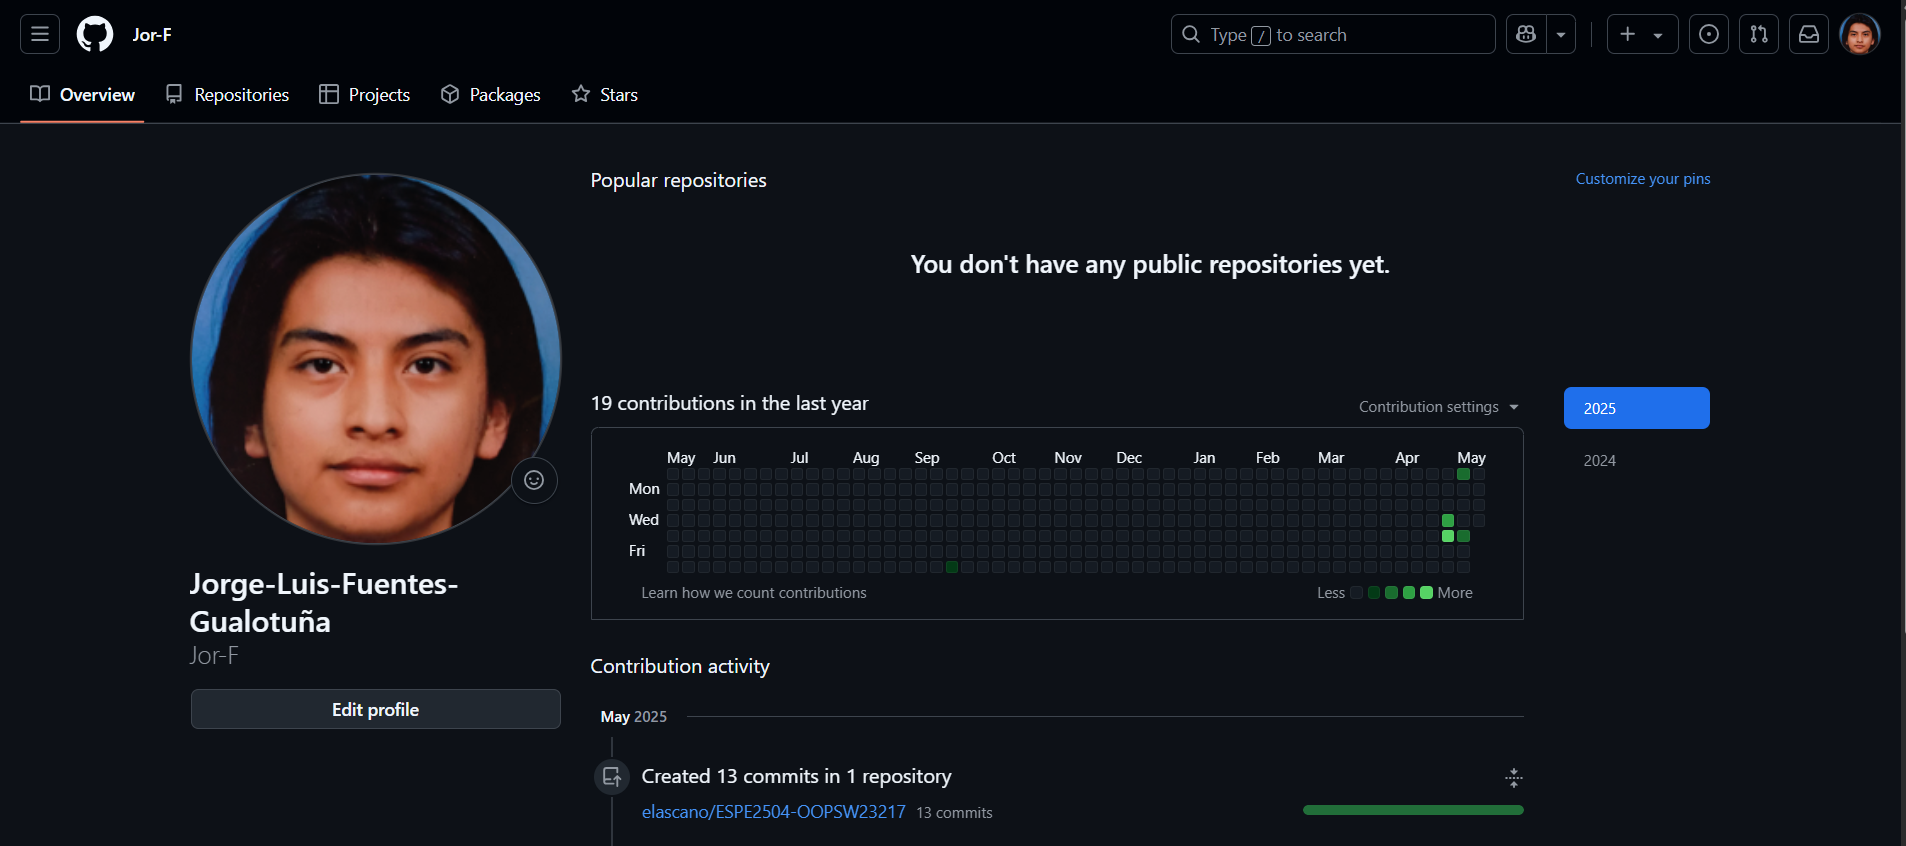 Jor-F
Type / to search
Overview
Repositories
Projects
Packages
Stars
Jorge-Luis-Fuentes-
Gualotuña
Jor-F
Edit profile
Popular repositories
Customize your pins
You don't have any public repositories yet.
19 contributions in the last year
Contribution settings
2025
2024
May Jun Jul Aug Sep Oct Nov Dec Jan Feb Mar Apr May
Mon
Wed
Fri
Learn how we count contributions
Less More
Contribution activity
May 2025
Created 13 commits in 1 repository
elascano/ESPE2504-OOPSW23217 13 commits